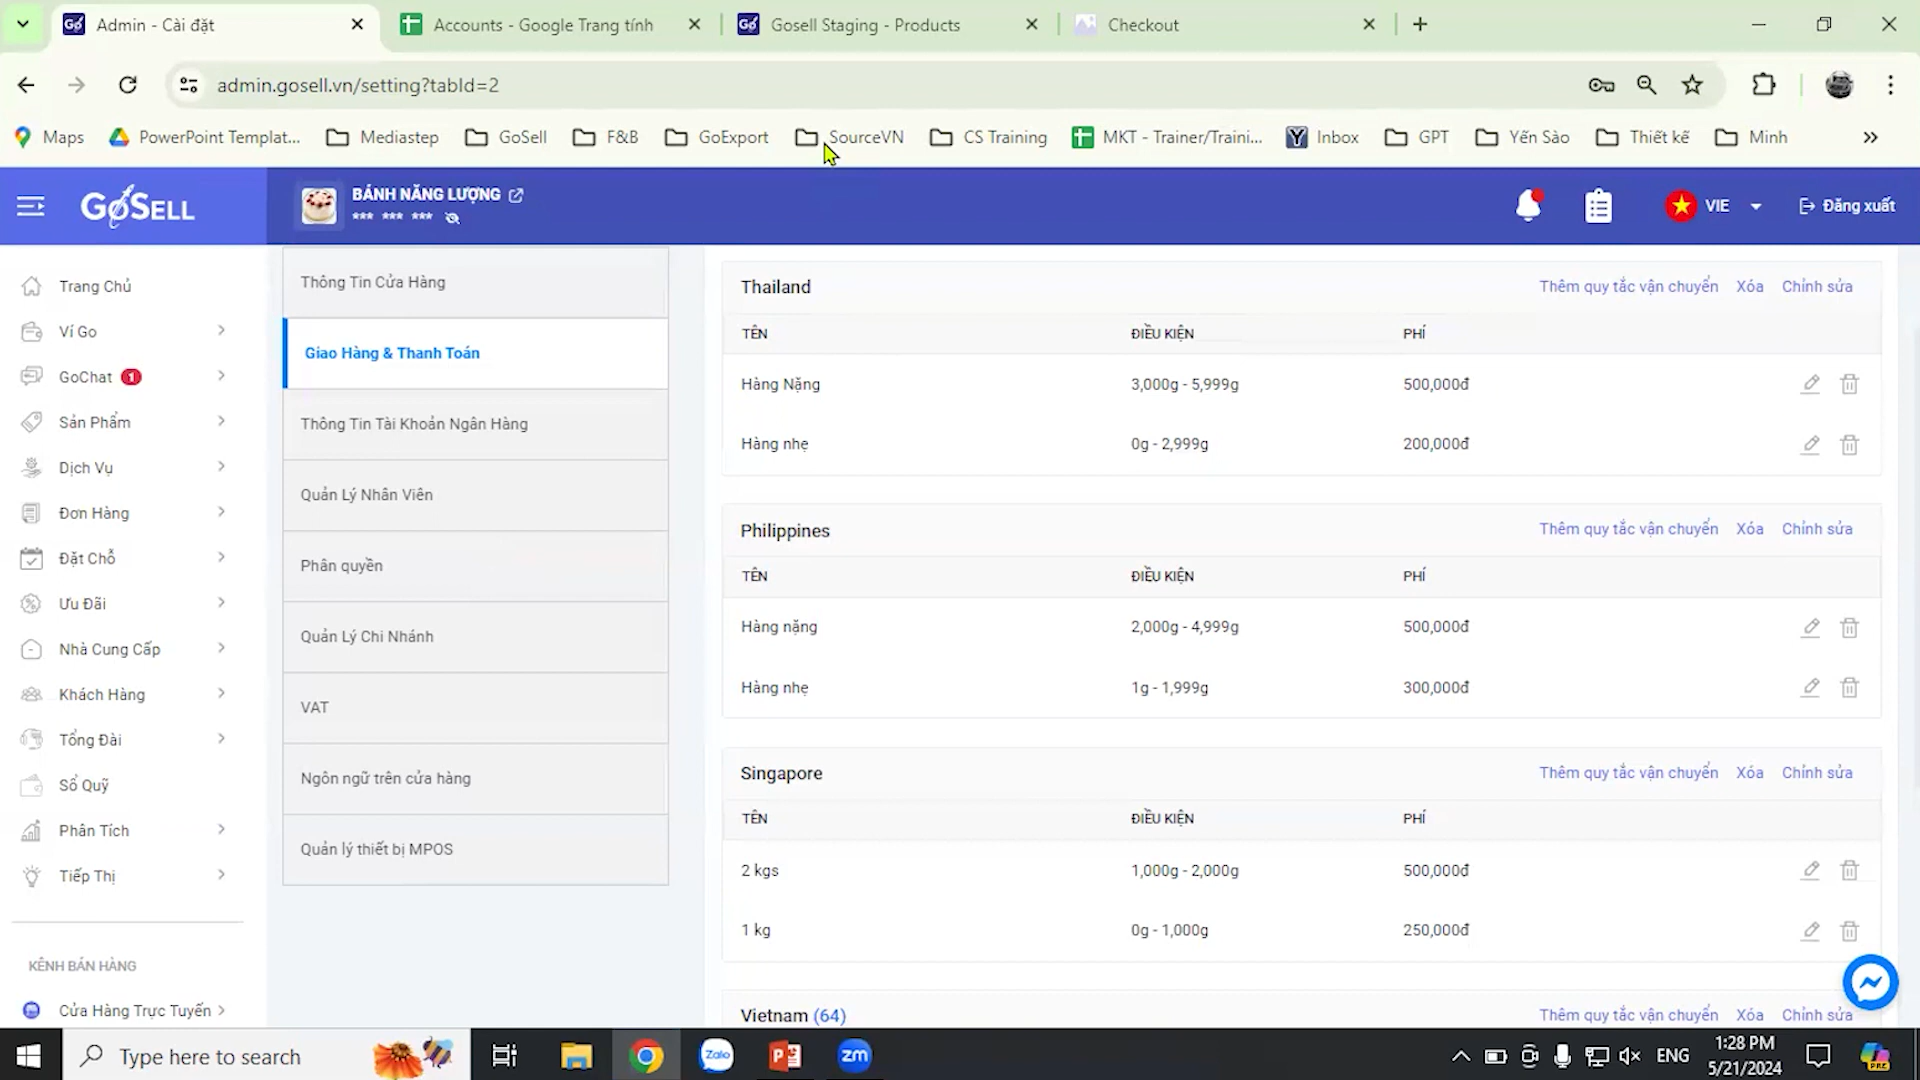 Admin - Cài đặt
Accounts - Google Trang tính
Gosell Staging - Products
Checkout
admin.gosell.vn/setting?tabId=2
Maps
PowerPoint Templat...
Mediastep
GoSell
F&B
GoExport
SourceVN
CS Training
MKT - Trainer/Traini...
Inbox
GPT
Yến Sào
Thiết kế
Minh
GoSELL
BÁNH NĂNG LƯỢNG
*** *** ***
VIE
Đăng xuất
Trang Chủ
Ví Go
GoChat 1
Sản Phẩm
Dịch Vụ
Đơn Hàng
Đặt Chỗ
Ưu Đãi
Nhà Cung Cấp
Khách Hàng
Tổng Đài
Sổ Quỹ
Phân Tích
Tiếp Thị
KÊNH BÁN HÀNG
Cửa Hàng Trực Tuyến
Thông Tin Cửa Hàng
Giao Hàng & Thanh Toán
Thông Tin Tài Khoản Ngân Hàng
Quản Lý Nhân Viên
Phân quyền
Quản Lý Chi Nhánh
VAT
Ngôn ngữ trên cửa hàng
Quản lý thiết bị MPOS
Thailand Thêm quy tắc vận chuyển Xóa Chỉnh sửa
TÊN ĐIỀU KIỆN PHÍ
Hàng Nặng 3,000g - 5,999g 500,000đ
Hàng nhẹ 0g - 2,999g 200,000đ
Philippines Thêm quy tắc vận chuyển Xóa Chỉnh sửa
TÊN ĐIỀU KIỆN PHÍ
Hàng nặng 2,000g - 4,999g 500,000đ
Hàng nhẹ 1g - 1,999g 300,000đ
Singapore Thêm quy tắc vận chuyển Xóa Chỉnh sửa
TÊN ĐIỀU KIỆN PHÍ
2 kgs 1,000g - 2,000g 500,000đ
1 kg 0g - 1,000g 250,000đ
Vietnam (64) Thêm quy tắc vận chuyển Xóa Chỉnh sửa
Type here to search
Zalo
zm
ENG
1:28 PM
5/21/2024